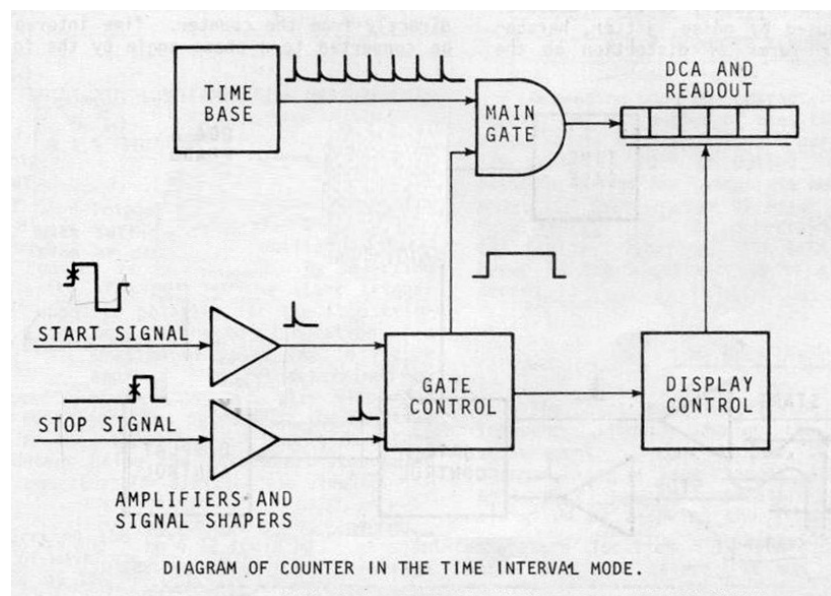 TIME
BASE
MAIN
GATE
DCA AND
READOUT
START SIGNAL
STOP SIGNAL
GATE
CONTROL
DISPLAY
CONTROL
AMPLIFIERS AND
SIGNAL SHAPERS
DIAGRAM OF COUNTER IN THE TIME INTERVAL MODE.